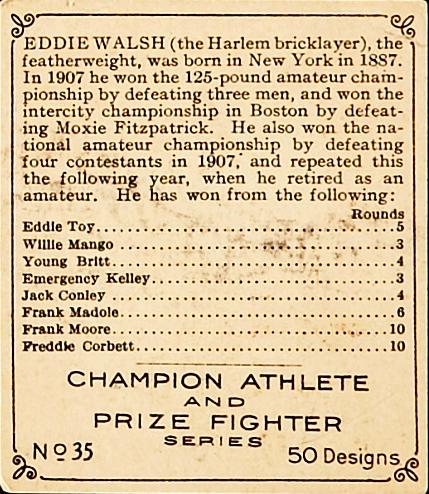 EDDIE WALSH (the Harlem bricklayer), the
featherweight, was born in New York in 1887.
In 1907 he won the 125-pound amateur cham-
pionship by defeating three men, and won the
intercity championship in Boston by defeat-
ing Moxie Fitzpatrick. He also won the na-
tional amateur championship by defeating
four contestants in 1907, and repeated this
the following year, when he retired as an
amateur. He has won from the following:
Rounds
Eddie Toy..............................5
Willie Mango..............................3
Young Britt..............................4
Emergency Kelley..............................3
Jack Conley..............................4
Frank Madole..............................6
Frank Moore..............................10
Freddie Corbett..............................10
CHAMPION ATHLETE
AND
PRIZE FIGHTER
SERIES
No 35 50 Designs